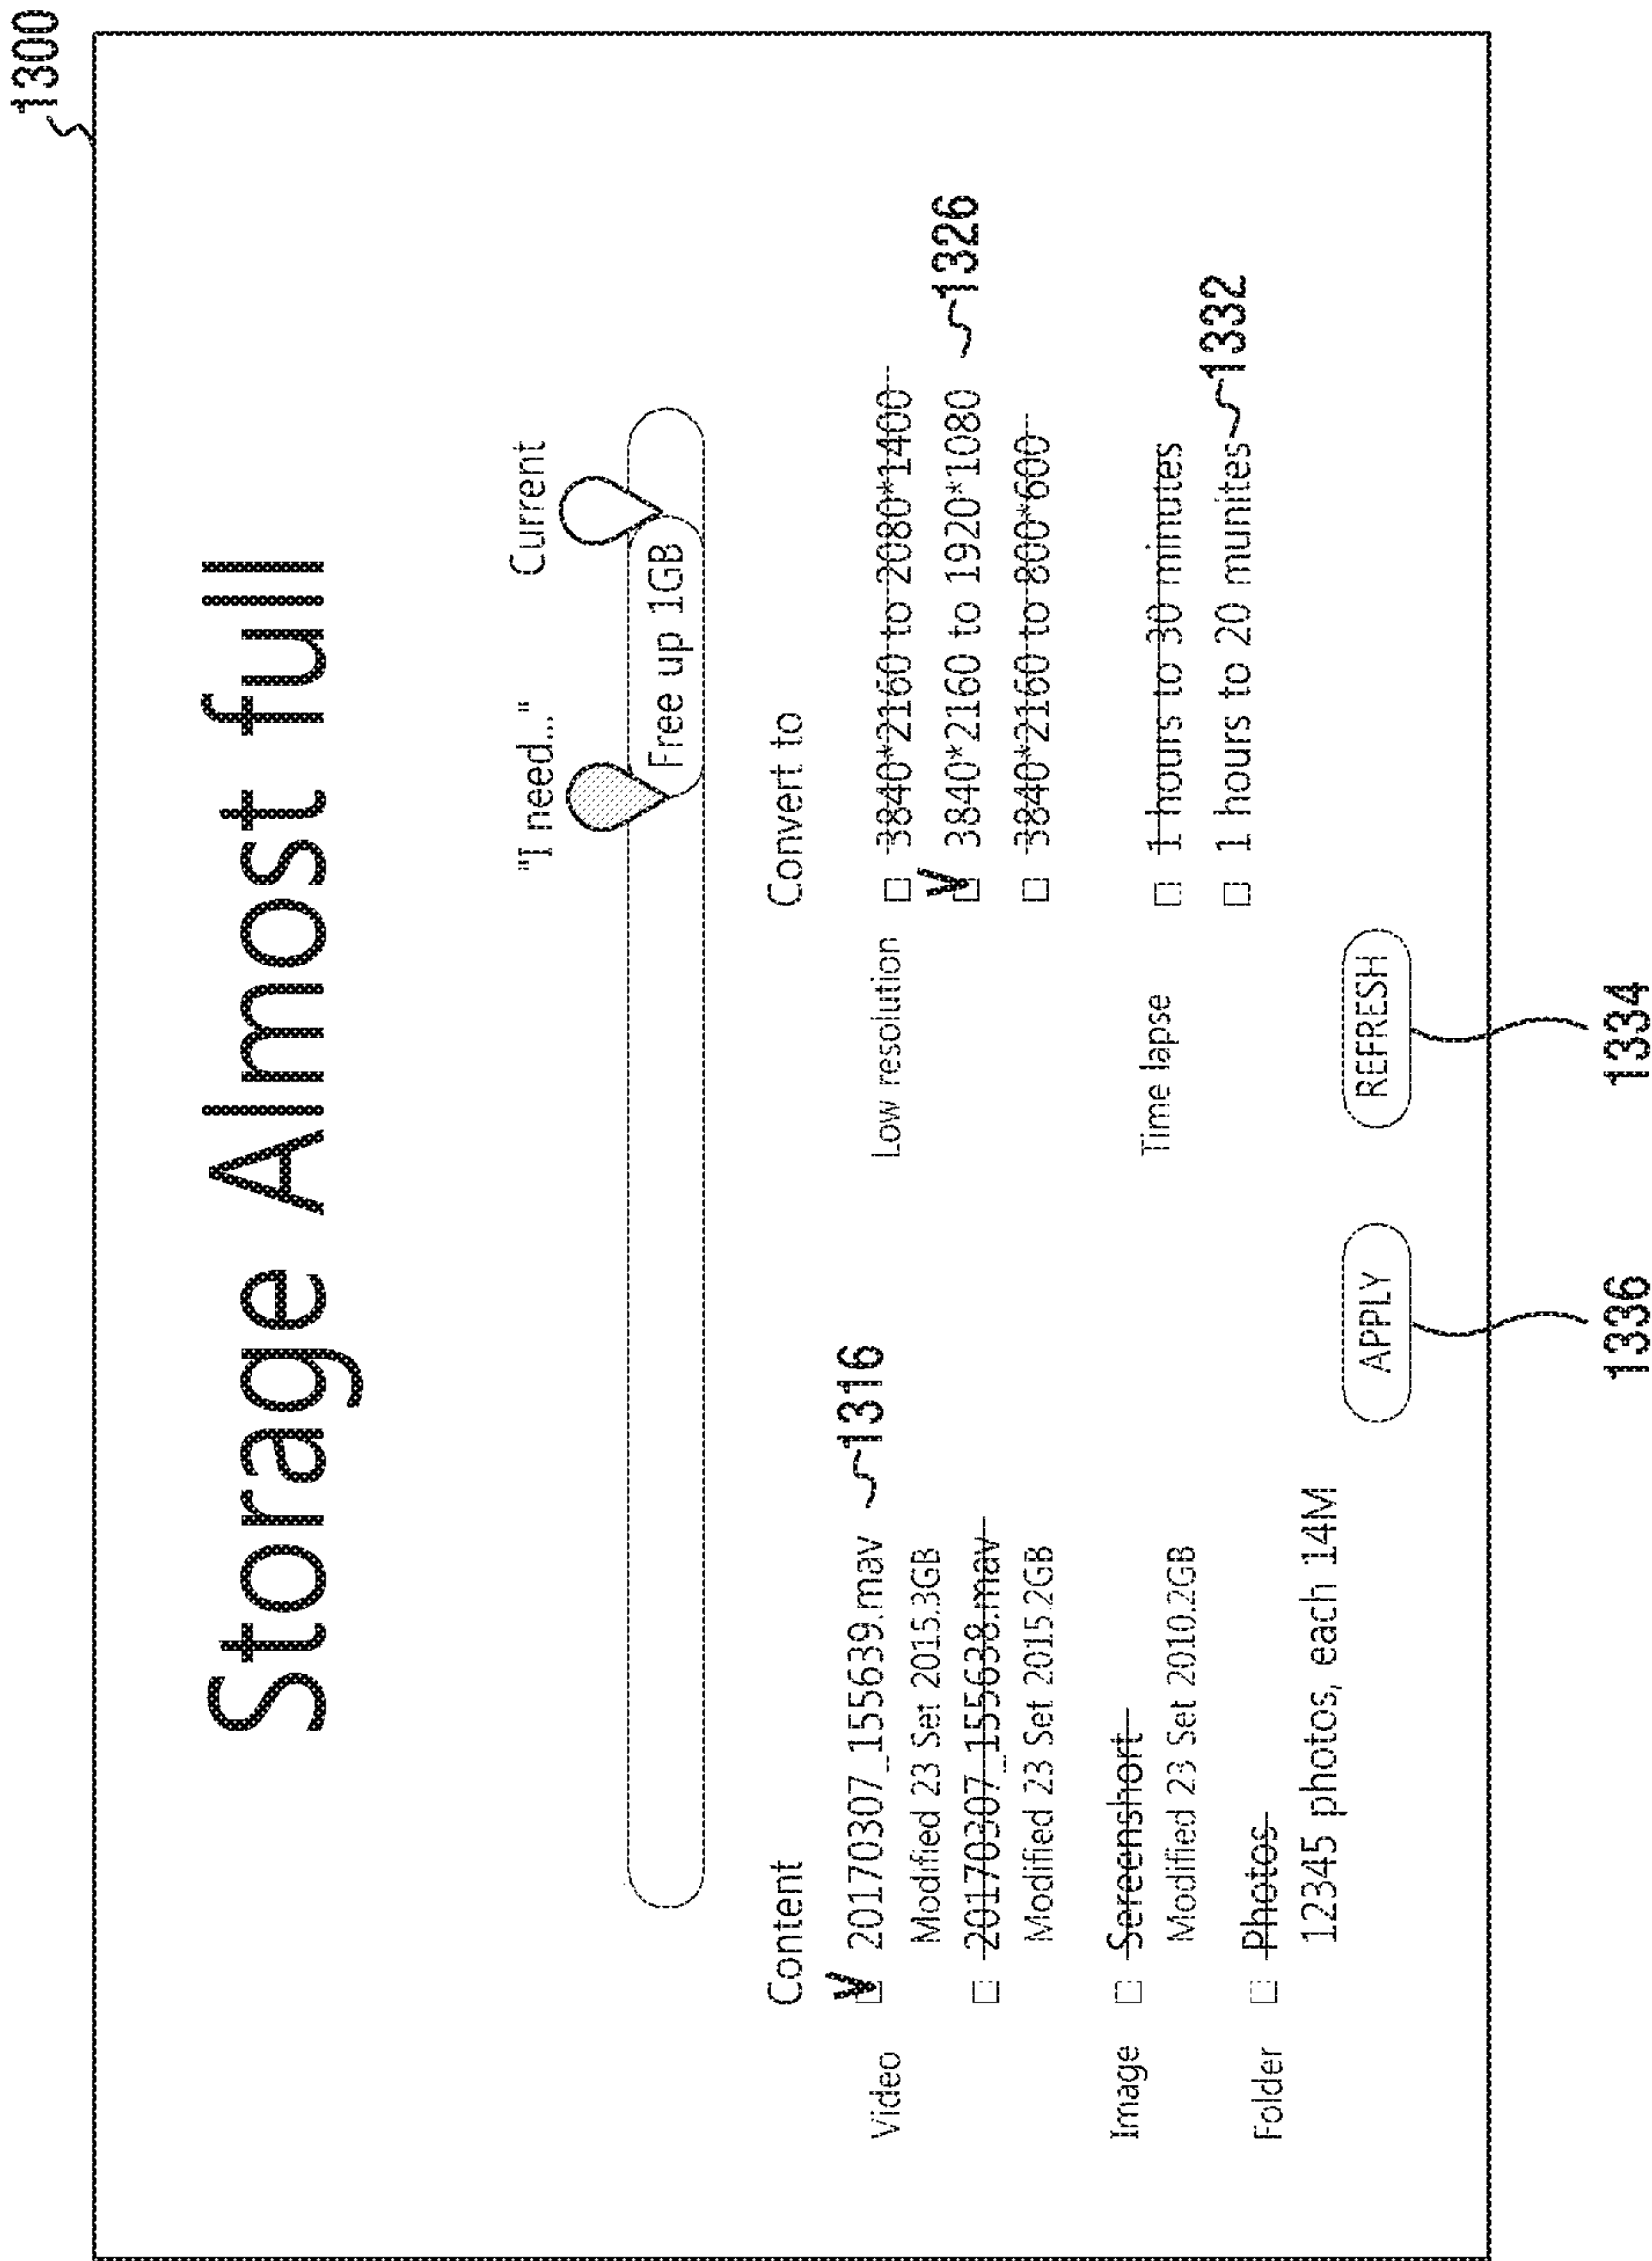 1300
Storage Almost full
"I need..." Current
Free up 1GB
Content
Video 20170307_155639.mav 1316
Modified 23 Set 2015.3GB
20170307_155638.mav
Modified 23 Set 2015.2GB
Image Sereenshort
Modified 23 Set 2010.2GB
Folder Photos
12345 photos, each 14M
Convert to
Low resolution 3840*2160 to 2080*1400
V 3840*2160 to 1920*1080 1326
3840*2160 to 800*600
Time lapse 1 hours to 30 minutes
1 hours to 20 munites 1332
APPLY REFRESH
1336 1334